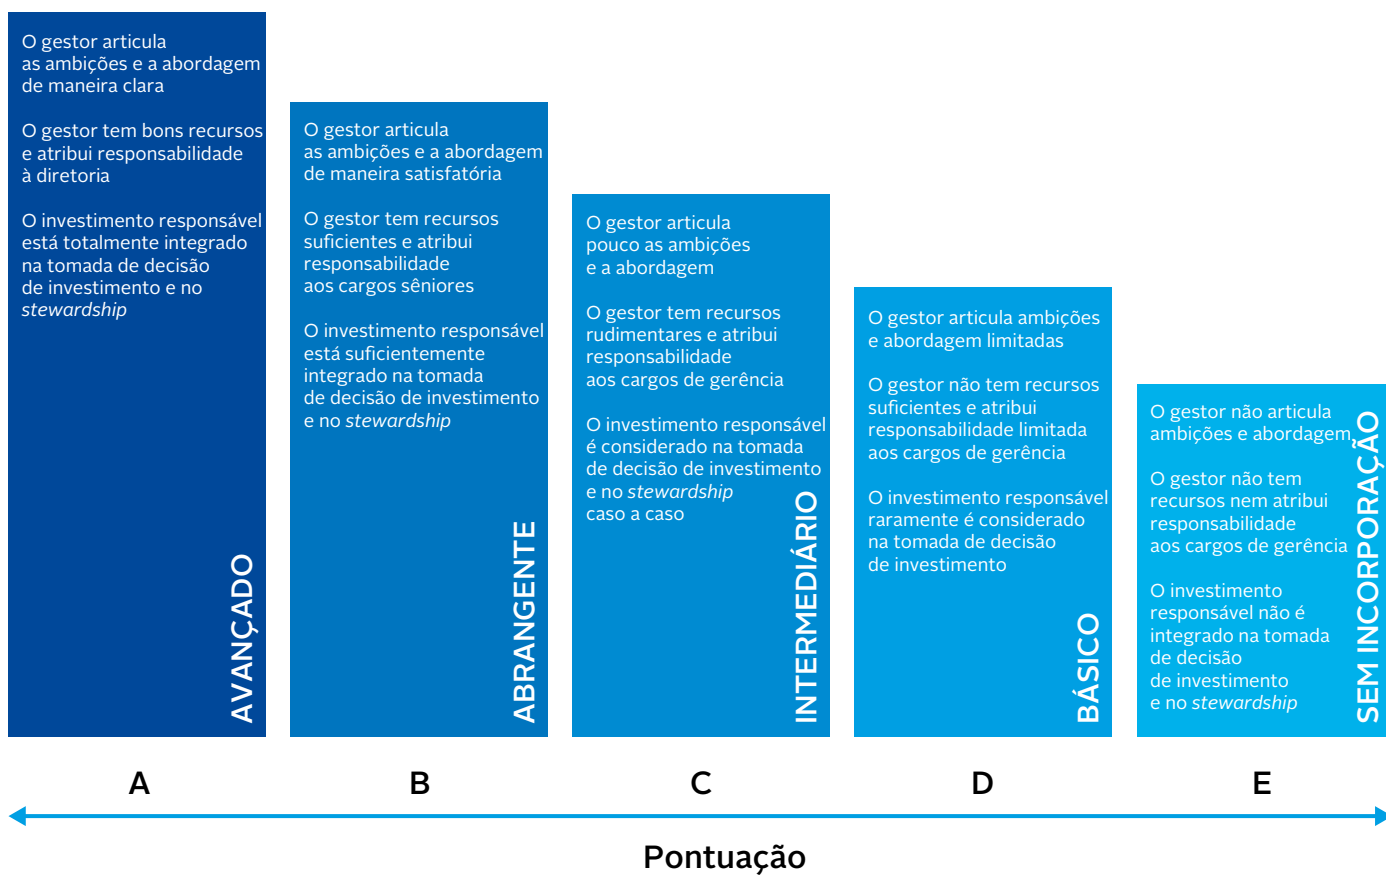 O gestor articula
as ambições e a abordagem
de maneira clara
O gestor tem bons recursos
e atribui responsabilidade
à diretoria
O investimento responsável
está totalmente integrado
na tomada de decisão
de investimento e no
stewardship
AVANÇADO
O gestor articula
as ambições e a abordagem
de maneira satisfatória
O gestor tem recursos
suficientes e atribui
responsabilidade
aos cargos sêniores
O investimento responsável
está suficientemente
integrado na tomada
de decisão de investimento
e no stewardship
ABRANGENTE
O gestor articula
pouco as ambições
e a abordagem
O gestor tem recursos
rudimentares e atribui
responsabilidade
aos cargos de gerência
O investimento responsável
é considerado na tomada
de decisão de investimento
e no stewardship
caso a caso
INTERMEDIÁRIO
O gestor articula ambições
e abordagem limitadas
O gestor não tem recursos
suficientes e atribui
responsabilidade limitada
aos cargos de gerência
O investimento responsável
raramente é considerado
na tomada de decisão
de investimento
BÁSICO
O gestor não articula
ambições e abordagem
O gestor não tem
recursos nem atribui
responsabilidade
aos cargos de gerência
O investimento
responsável não é
integrado na tomada
de decisão
de investimento
e no stewardship
SEM INCORPORAÇÃO
A
B
C
D
E
Pontuação